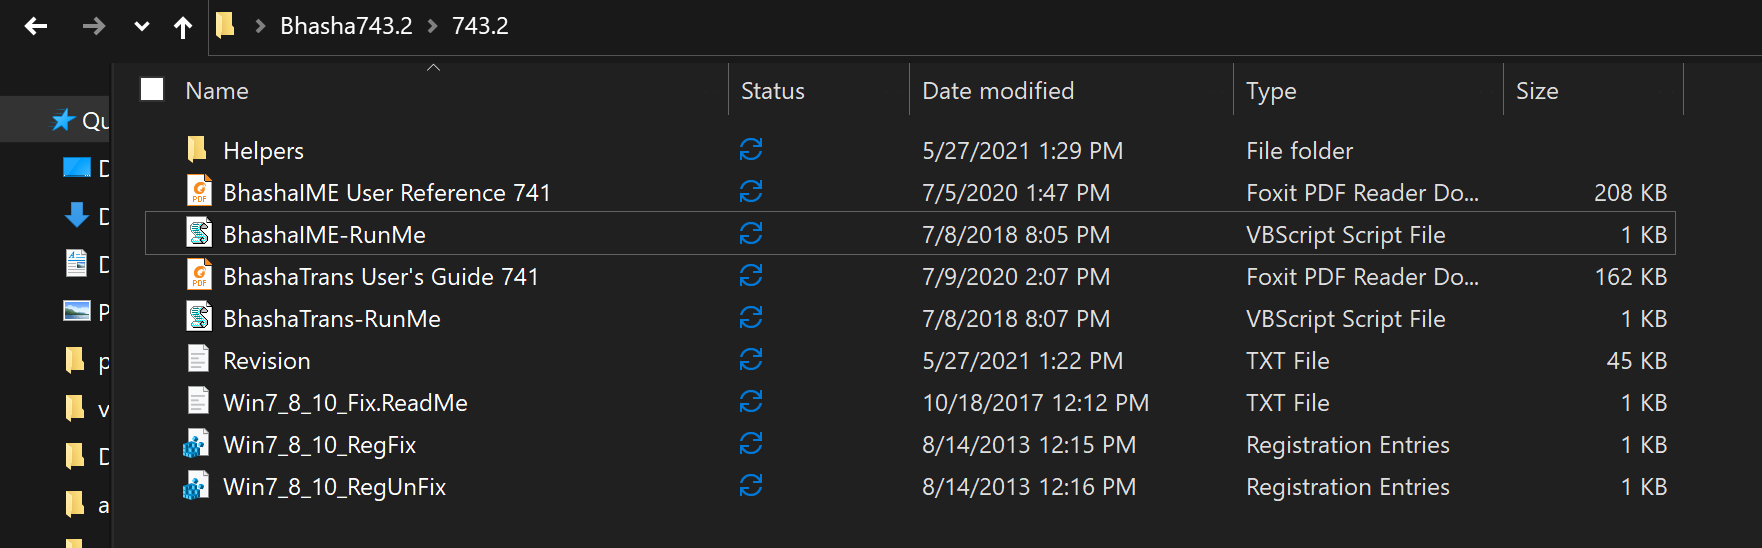 Bhasha743.2 743.2
Name Status Date modified Type Size
Qu
Helpers 5/27/2021 1:29 PM File folder
D
BhashaIME User Reference 741 7/5/2020 1:47 PM Foxit PDF Reader Do... 208 KB
D
BhashaIME-RunMe 7/8/2018 8:05 PM VBScript Script File 1 KB
D
BhashaTrans User's Guide 741 7/9/2020 2:07 PM Foxit PDF Reader Do... 162 KB
P
BhashaTrans-RunMe 7/8/2018 8:07 PM VBScript Script File 1 KB
p
Revision 5/27/2021 1:22 PM TXT File 45 KB
v
Win7_8_10_Fix.ReadMe 10/18/2017 12:12 PM TXT File 1 KB
D
Win7_8_10_RegFix 8/14/2013 12:15 PM Registration Entries 1 KB
a
Win7_8_10_RegUnFix 8/14/2013 12:16 PM Registration Entries 1 KB